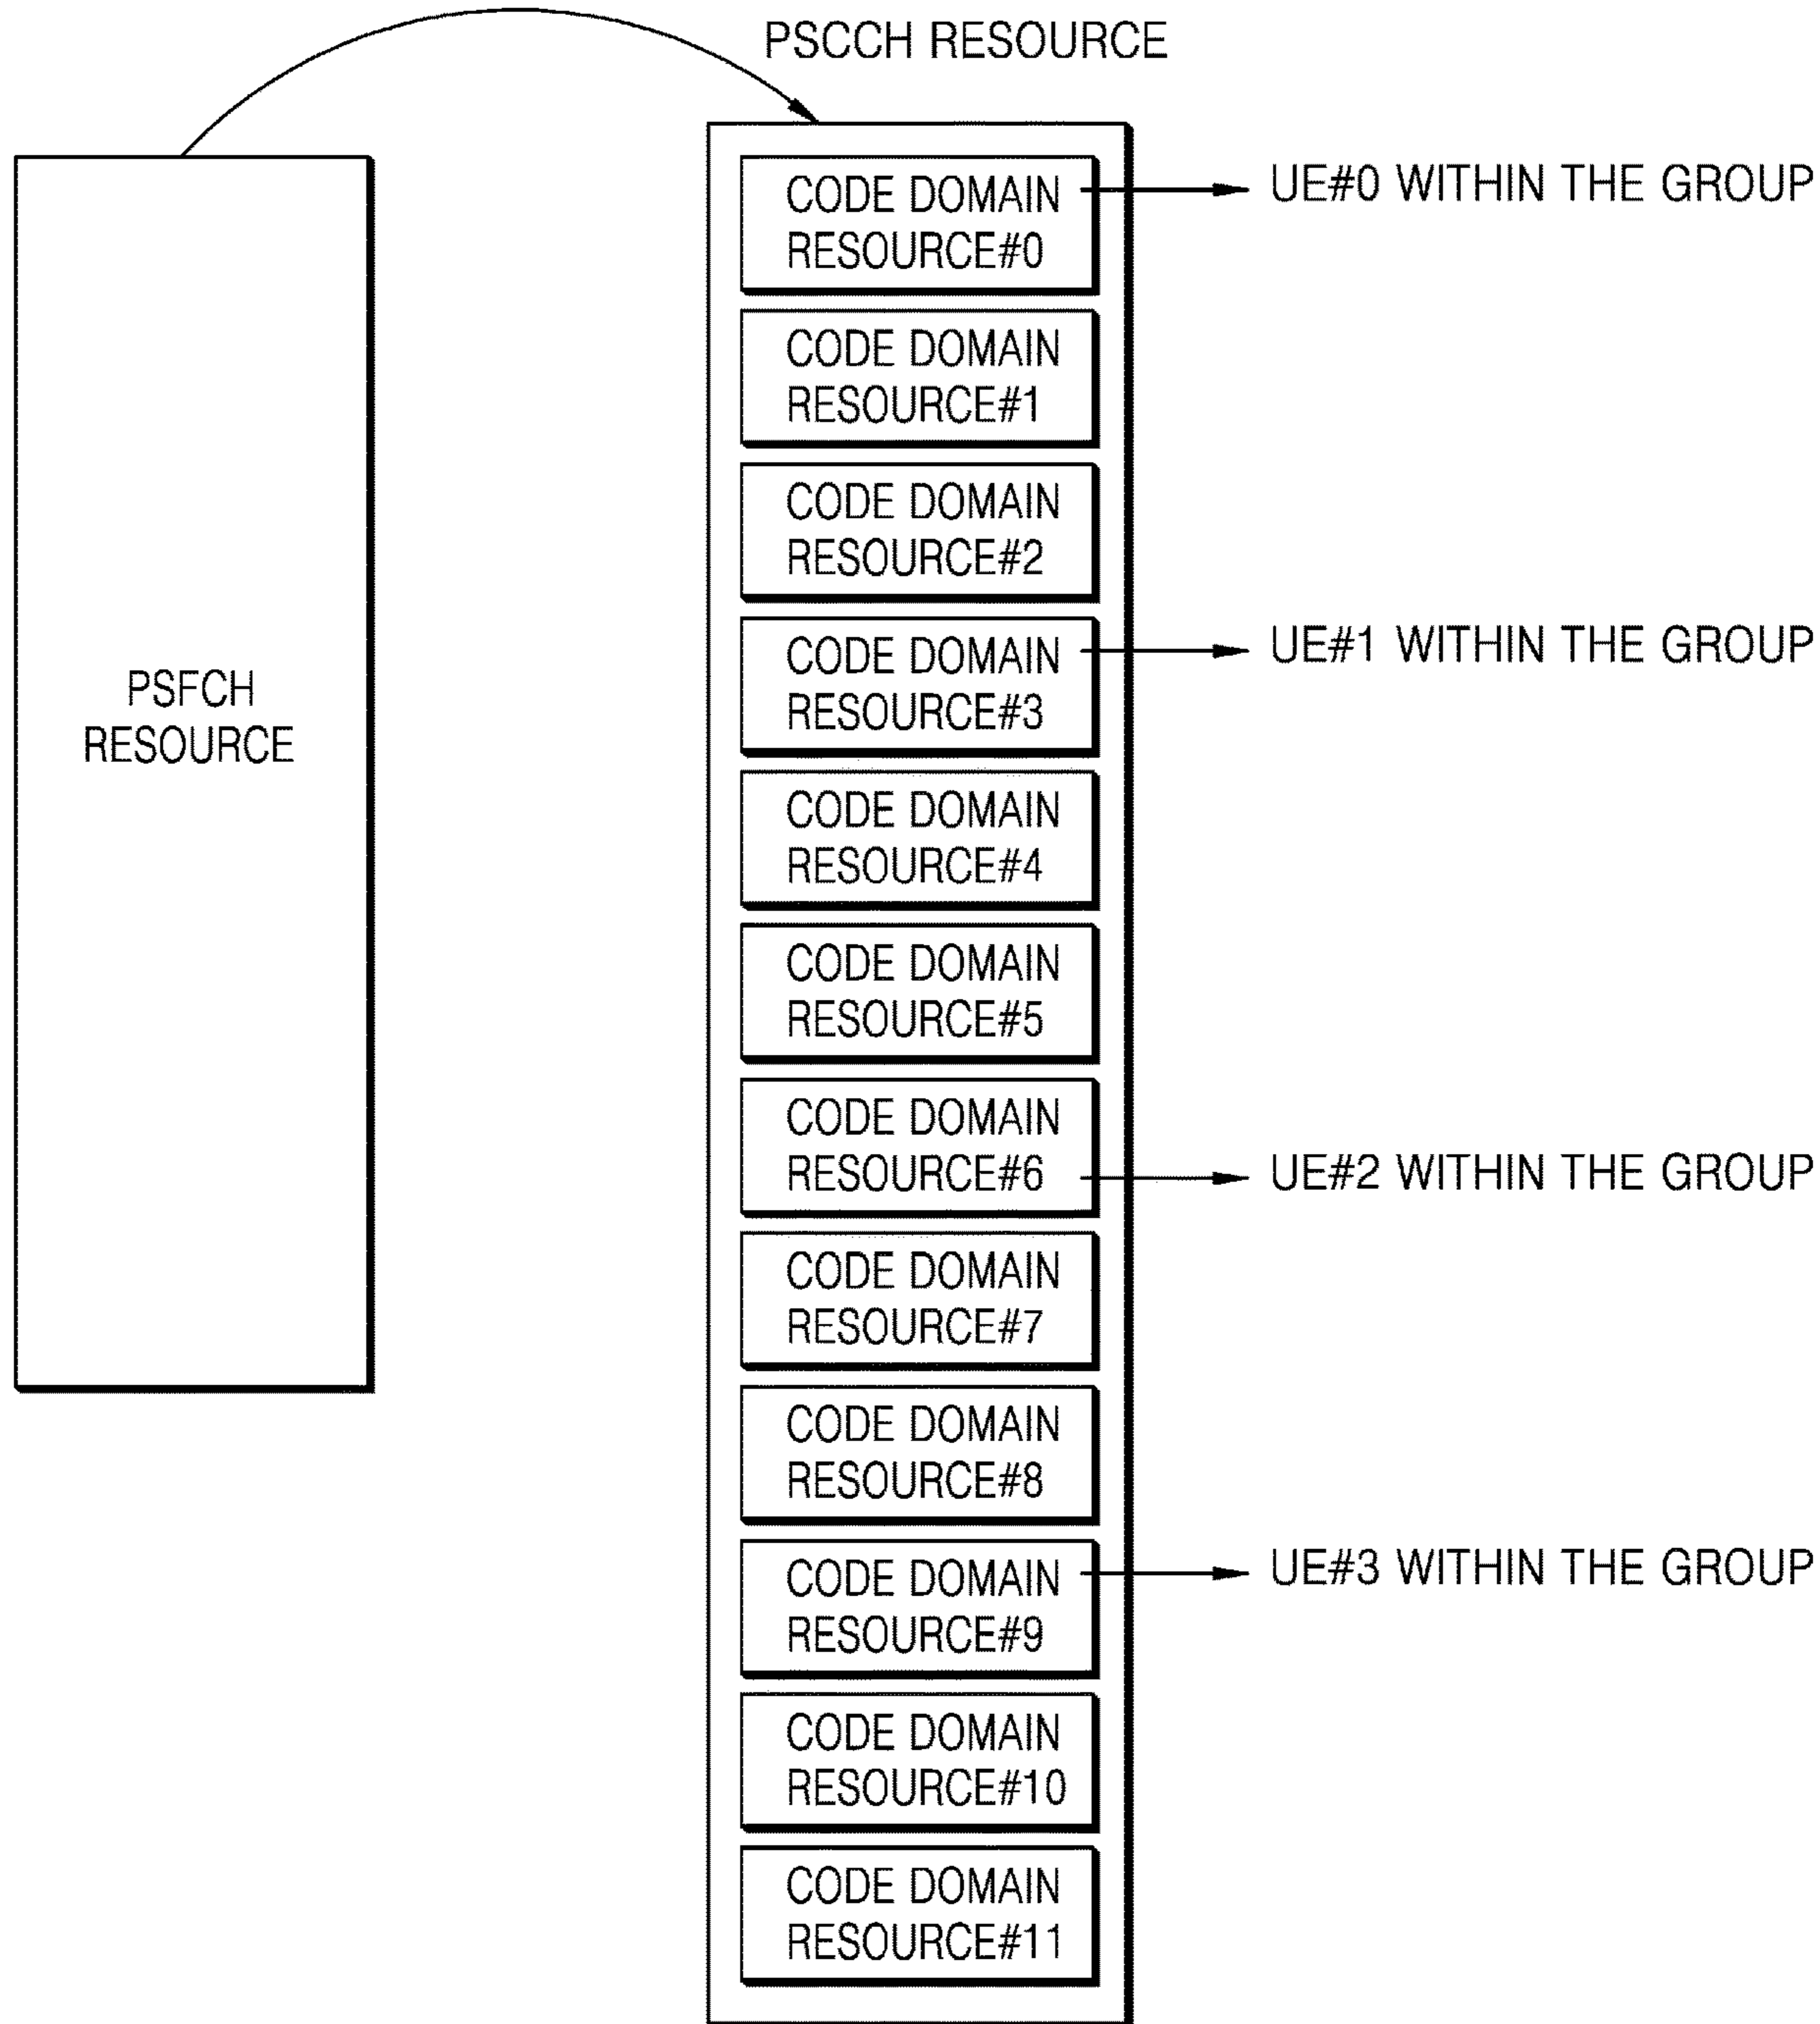 PSCCH RESOURCE
PSFCH
RESOURCE
CODE DOMAIN
RESOURCE#0
UE#0 WITHIN THE GROUP
CODE DOMAIN
RESOURCE#1
CODE DOMAIN
RESOURCE#2
CODE DOMAIN
RESOURCE#3
UE#1 WITHIN THE GROUP
CODE DOMAIN
RESOURCE#4
CODE DOMAIN
RESOURCE#5
CODE DOMAIN
RESOURCE#6
UE#2 WITHIN THE GROUP
CODE DOMAIN
RESOURCE#7
CODE DOMAIN
RESOURCE#8
CODE DOMAIN
RESOURCE#9
UE#3 WITHIN THE GROUP
CODE DOMAIN
RESOURCE#10
CODE DOMAIN
RESOURCE#11